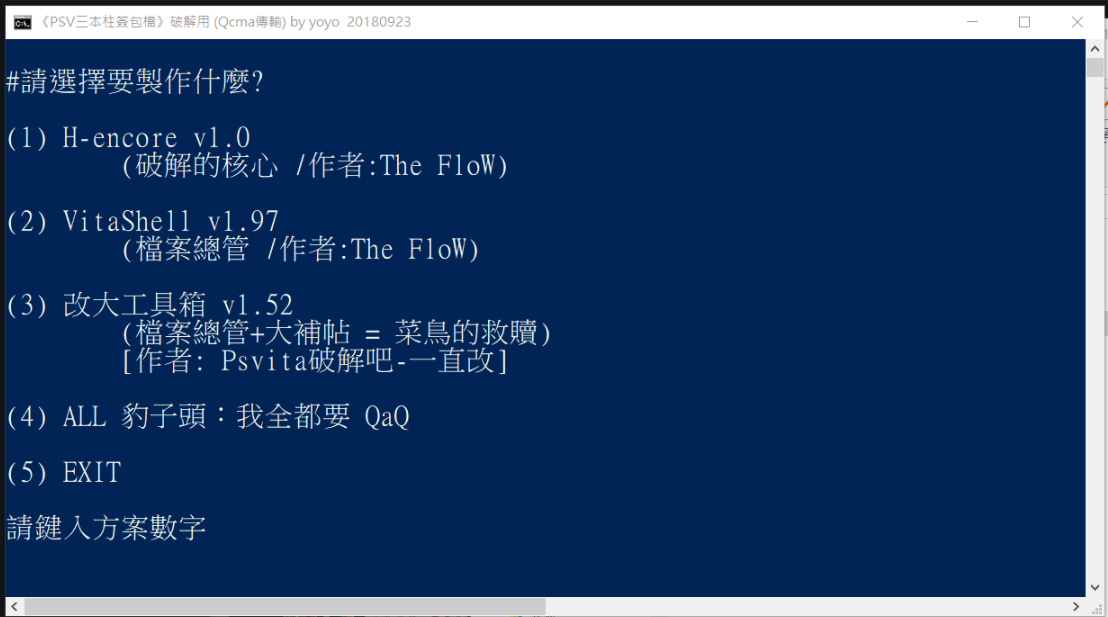 《PSV三本柱簽包檔》破解用 (Qcma傳輸) by yoyo 20180923
#請選擇要製作什麼?
(1) H-encore v1.0
(破解的核心 /作者:The FloW)
(2) VitaShell v1.97
(檔案總管 /作者:The FloW)
(3) 改大工具箱 v1.52
(檔案總管+大補帖 = 菜鳥的救贖)
[作者: Psvita破解吧-一直改]
(4) ALL 豹子頭：我全都要 QaQ
(5) EXIT
請鍵入方案數字